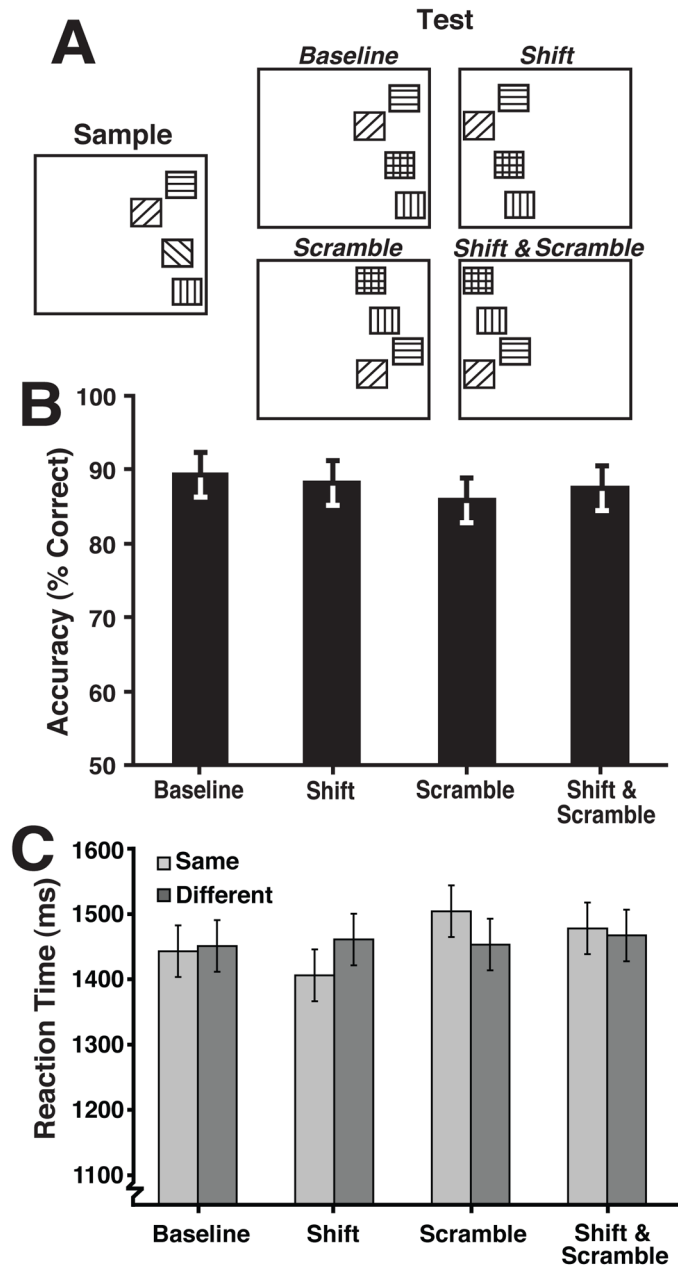 A
Test
Baseline
Shift
Sample
Scramble
Shift & Scramble
B
100
90
80
70
60
50
Accuracy (% Correct)
Baseline
Shift
Scramble
Shift &
Scramble
C
1600
1500
1400
1300
1200
1100
Reaction Time (ms)
Same
Different
Baseline
Shift
Scramble
Shift &
Scramble